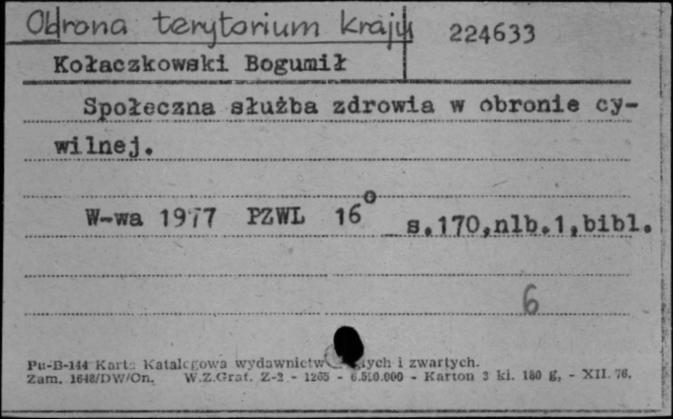 Obrona terytorium kraju 224633
Kołaczkowski Bogumił
Społeczna służba zdrowia w obronie cy-
wilnej.
W-wa 1977 PZWL 16° s.170,nlb.1,bibl.
6
Pu-B-144 Karta Katalogowa wydawnictw ych i zwartych.
Zam. 1648/DW/Cn. W.Z.Graf. Z-2 - 1265 - 6.510.000 - Karton 3 kl. 180 g. - XII. 76.